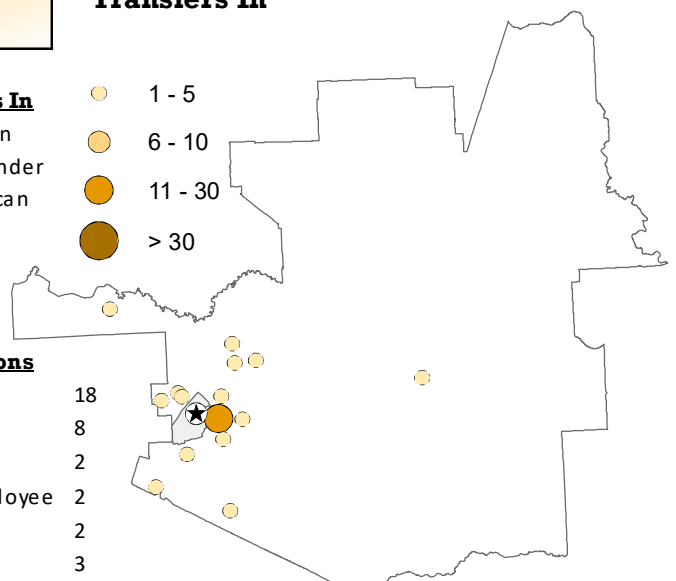 Transfers In
s In
n
nder
can
1 - 5
6 - 10
11 - 30
> 30
ons
18
8
2
loyee 2
2
3